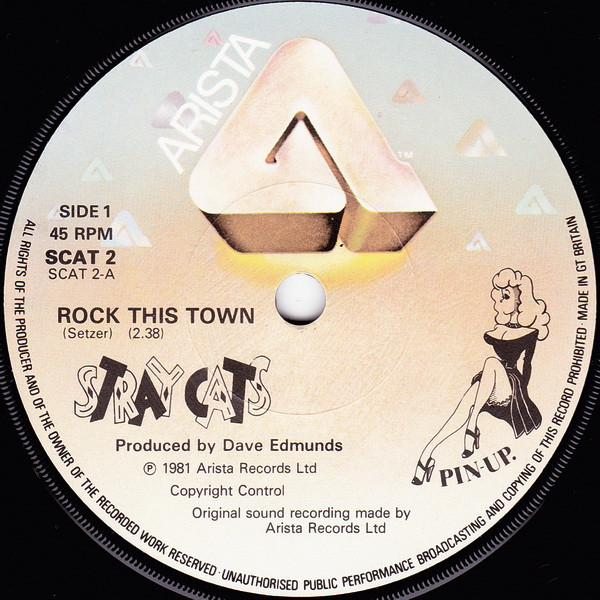 ARISTA
TM
SIDE 1
45 RPM
SCAT 2
SCAT 2-A
ROCK THIS TOWN
(Setzer) (2.38)
STRAY CATS
Produced by Dave Edmunds
℗ 1981 Arista Records Ltd
Copyright Control
Original sound recording made by
Arista Records Ltd
PIN-UP.
ALL RIGHTS OF THE PRODUCER AND OF THE OWNER OF THE RECORDED WORK RESERVED · UNAUTHORISED PUBLIC PERFORMANCE BROADCASTING AND COPYING OF THIS RECORD PROHIBITED · MADE IN GT BRITAIN